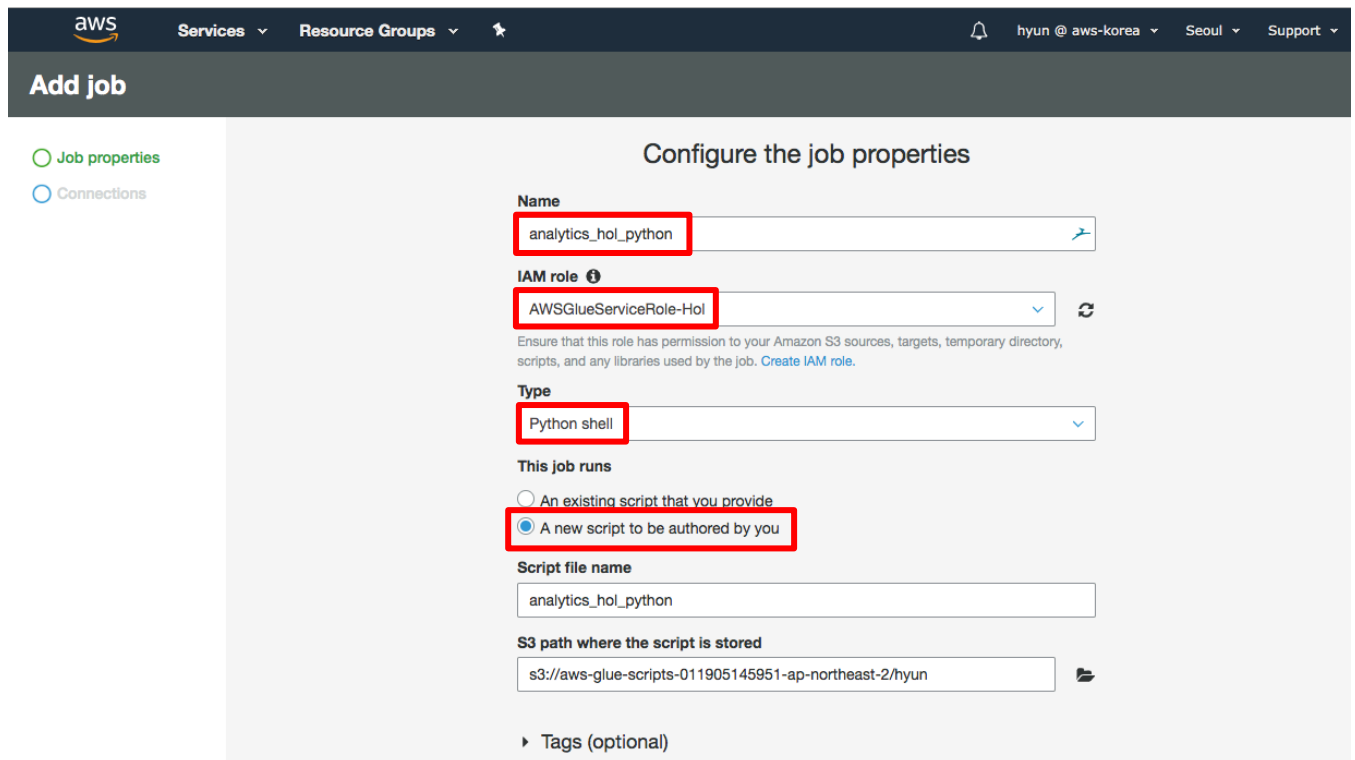 aws
Services
Resource Groups
hyun @ aws-korea
Seoul
Support
Add job
Job properties
Connections
Configure the job properties
Name
analytics_hol_python
IAM role
AWSGlueServiceRole-Hol
Ensure that this role has permission to your Amazon S3 sources, targets, temporary directory,
scripts, and any libraries used by the job. Create IAM role.
Type
Python shell
This job runs
An existing script that you provide
A new script to be authored by you
Script file name
analytics_hol_python
S3 path where the script is stored
s3://aws-glue-scripts-011905145951-ap-northeast-2/hyun
Tags (optional)